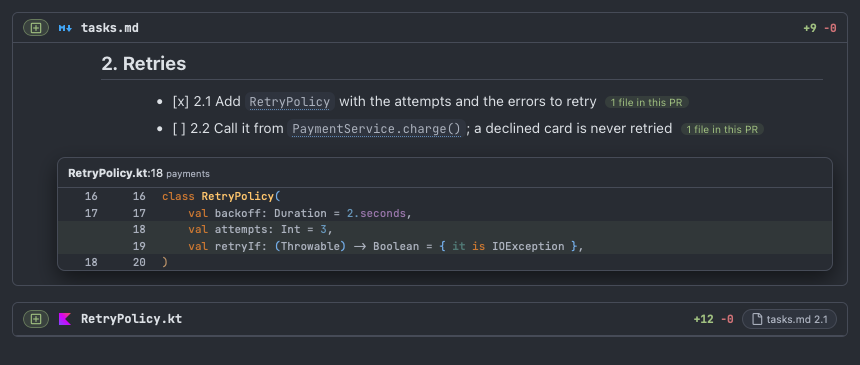 tasks.md +9 -0
2. Retries
• [x] 2.1 Add RetryPolicy with the attempts and the errors to retry 1 file in this PR
• [ ] 2.2 Call it from PaymentService.charge() ; a declined card is never retried 1 file in this PR
RetryPolicy.kt:18 payments
16 16 class RetryPolicy(
17 17 val backoff: Duration = 2.seconds,
18 val attempts: Int = 3,
19 val retryIf: (Throwable) -> Boolean = { it is IOException },
18 20 )
RetryPolicy.kt +12 -0 tasks.md 2.1